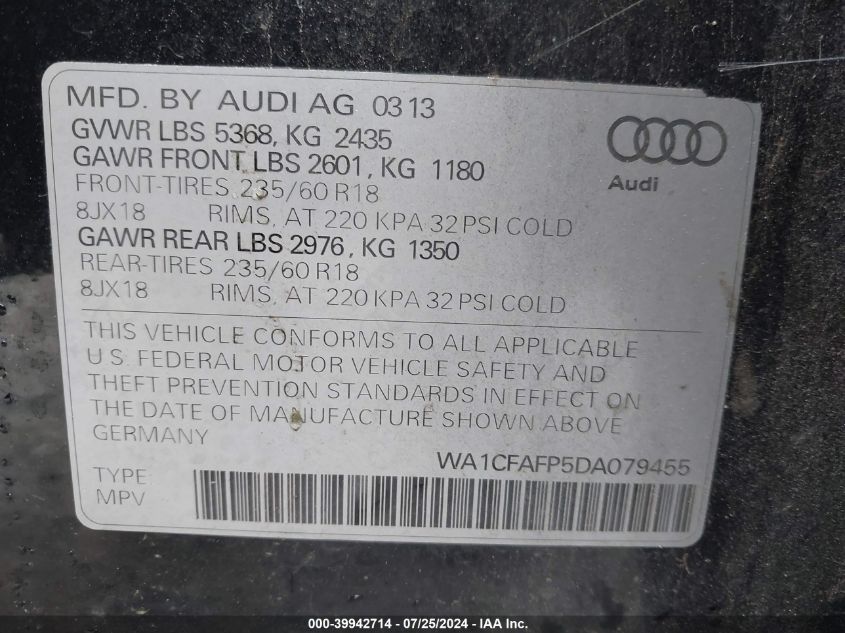 MFD. BY AUDI AG 0313
GVWR LBS 5368, KG 2435
GAWR FRONT LBS 2601, KG 1180
FRONT-TIRES 235/60 R18
8JX18 RIMS, AT 220 KPA 32 PSI COLD
GAWR REAR LBS 2976, KG 1350
REAR-TIRES 235/60 R18
8JX18 RIMS, AT 220 KPA 32 PSI COLD
Audi
THIS VEHICLE CONFORMS TO ALL APPLICABLE
U.S. FEDERAL MOTOR VEHICLE SAFETY AND
THEFT PREVENTION STANDARDS IN EFFECT ON
THE DATE OF MANUFACTURE SHOWN ABOVE
GERMANY
WA1CFAFP5DA079455
TYPE
MPV
000-39942714 - 07/25/2024 - IAA Inc.